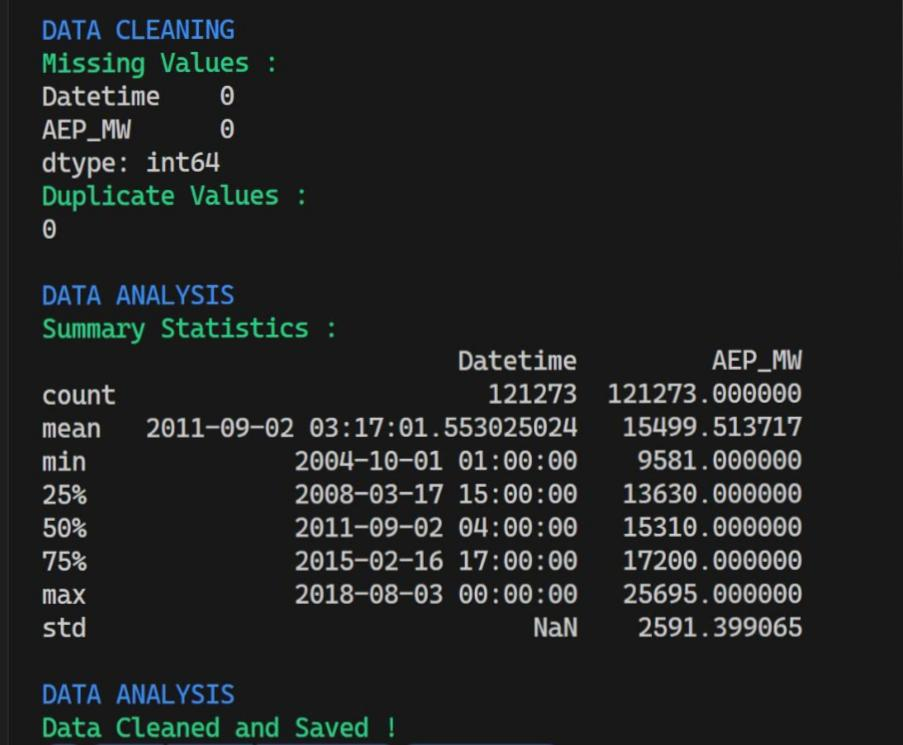 DATA CLEANING
Missing Values :
Datetime    0
AEP_MW      0
dtype: int64
Duplicate Values :
0
DATA ANALYSIS
Summary Statistics :
Datetime         AEP_MW
count                         121273  121273.000000
mean   2011-09-02 03:17:01.553025024   15499.513717
min              2004-10-01 01:00:00    9581.000000
25%              2008-03-17 15:00:00   13630.000000
50%              2011-09-02 04:00:00   15310.000000
75%              2015-02-16 17:00:00   17200.000000
max              2018-08-03 00:00:00   25695.000000
std                              NaN    2591.399065
DATA ANALYSIS
Data Cleaned and Saved !